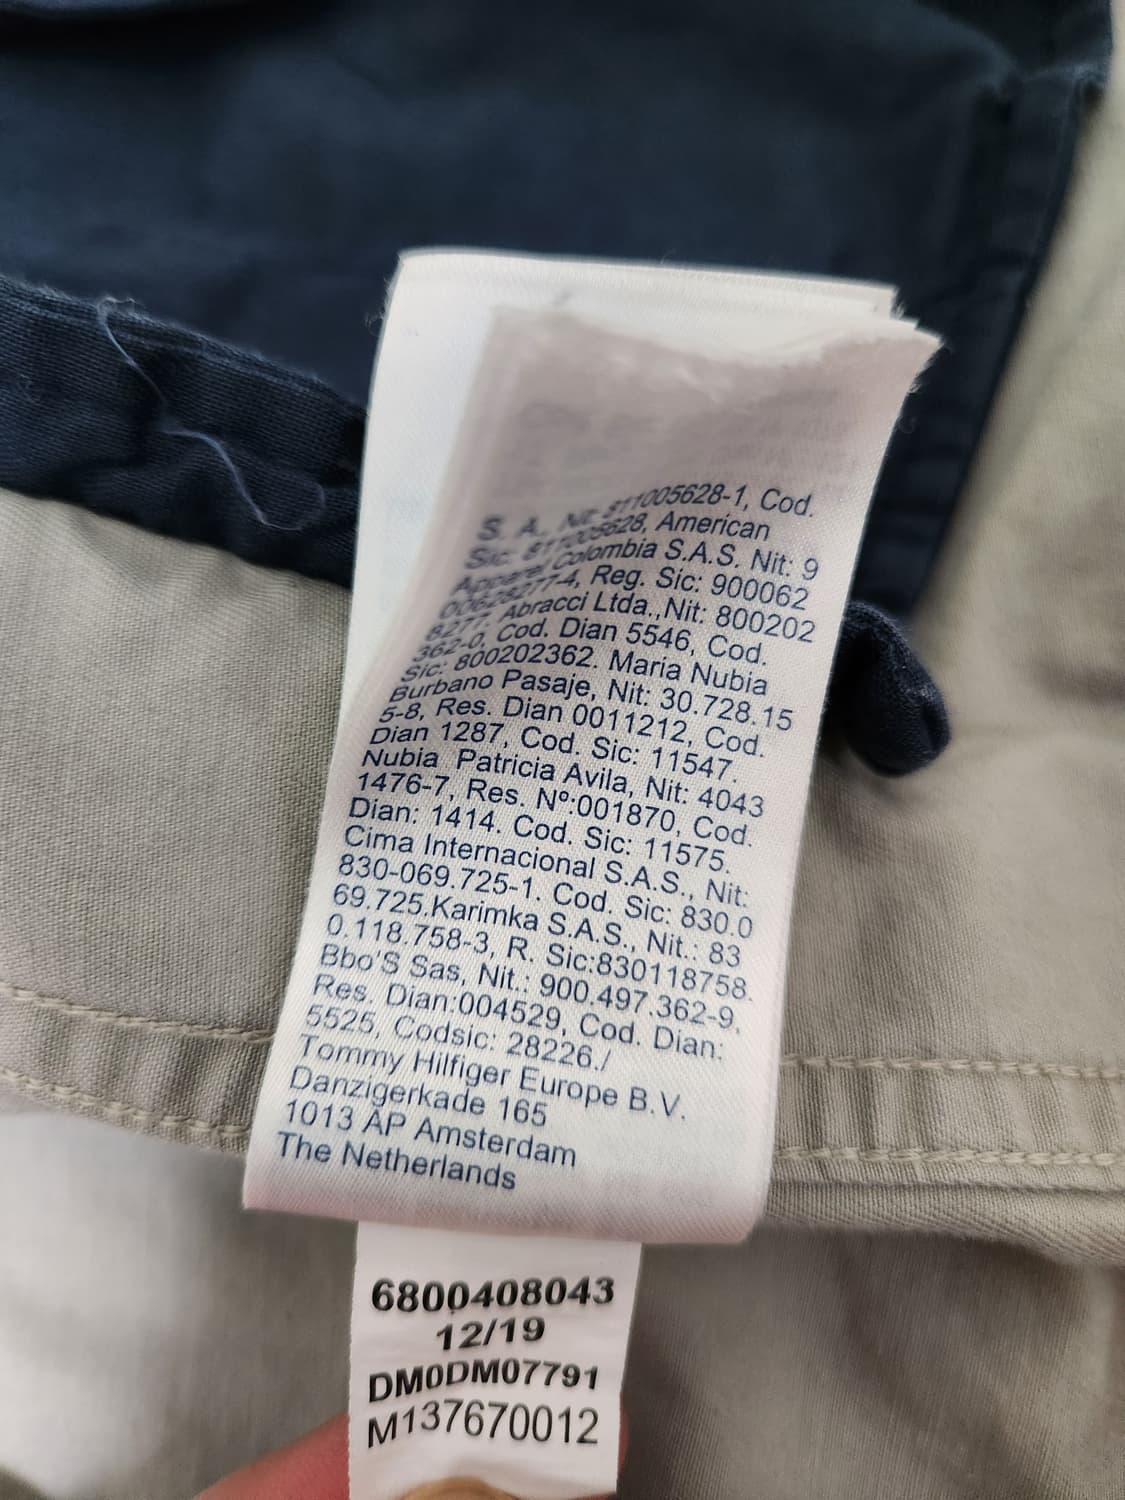 S. A., Nit: 811005628-1, Cod.
Sic: 811005628, American
Apparel Colombia S.A.S. Nit: 9
00628277-4, Reg. Sic: 900062
8277. Abracci Ltda.,Nit: 800202
362-0, Cod. Dian 5546, Cod.
Sic: 800202362. Maria Nubia
Burbano Pasaje, Nit: 30.728.15
5-8, Res. Dian 0011212, Cod.
Dian 1287, Cod. Sic: 11547.
Nubia Patricia Avila, Nit: 4043
1476-7, Res. Nº:001870, Cod.
Dian: 1414. Cod. Sic: 11575.
Cima Internacional S.A.S., Nit:
830-069.725-1. Cod. Sic: 830.0
69.725.Karimka S.A.S., Nit.: 83
0.118.758-3, R. Sic:830118758.
Bbo'S Sas, Nit.: 900.497.362-9,
Res. Dian:004529, Cod. Dian:
5525, Codsic: 28226./
Tommy Hilfiger Europe B.V.
Danzigerkade 165
1013 AP Amsterdam
The Netherlands
6800408043
12/19
DM0DM07791
M137670012